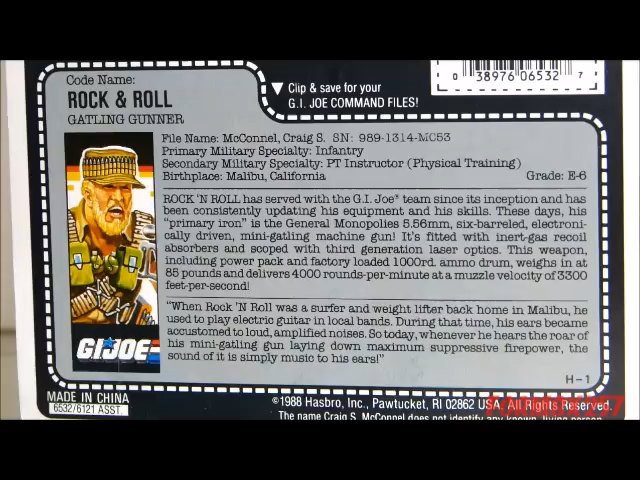 Code Name:
ROCK & ROLL
GATLING GUNNER
Clip & save for your
G.I. JOE COMMAND FILES!
0 38976 06532 7
File Name: McConnel, Craig S. SN: 989-1314-MC53
Primary Military Specialty: Infantry
Secondary Military Specialty: PT Instructor (Physical Training)
Birthplace: Malibu, California Grade: E-6
ROCK 'N ROLL has served with the G.I. Joe* team since its inception and has
been consistently updating his equipment and his skills. These days, his
"primary iron" is the General Monopolies 5.56mm, six-barreled, electroni-
cally driven, mini-gatling machine gun! It's fitted with inert-gas recoil
absorbers and scoped with third generation laser optics. This weapon,
including power pack and factory loaded 1000rd. ammo drum, weighs in at
85 pounds and delivers 4000 rounds-per-minute at a muzzle velocity of 3300
feet-per-second!
"When Rock 'N Roll was a surfer and weight lifter back home in Malibu, he
used to play electric guitar in local bands. During that time, his ears became
accustomed to loud, amplified noises. So today, whenever he hears the roar of
his mini-gatling gun laying down maximum suppressive firepower, the
sound of it is simply music to his ears!"
G.I. JOE
H-1
MADE IN CHINA
6532/6121 ASST.
©1988 Hasbro, Inc., Pawtucket, RI 02862 USA. All Rights Reserved.
The name Craig S. McConnel does not identify any living person